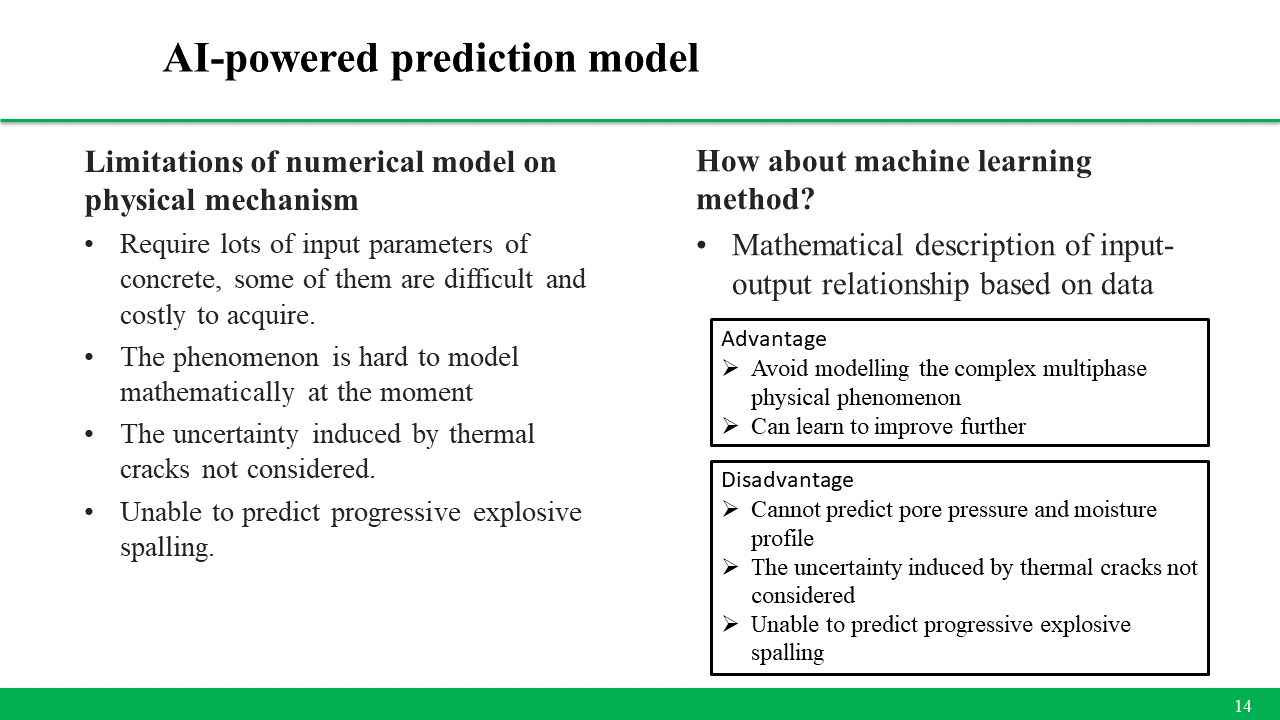 AI-powered prediction model
Limitations of numerical model on
physical mechanism
• Require lots of input parameters of
concrete, some of them are difficult and
costly to acquire.
• The phenomenon is hard to model
mathematically at the moment
• The uncertainty induced by thermal
cracks not considered.
• Unable to predict progressive explosive
spalling.
How about machine learning
method?
• Mathematical description of input-
output relationship based on data
Advantage
➢ Avoid modelling the complex multiphase
physical phenomenon
➢ Can learn to improve further
Disadvantage
➢ Cannot predict pore pressure and moisture
profile
➢ The uncertainty induced by thermal cracks not
considered
➢ Unable to predict progressive explosive
spalling
14